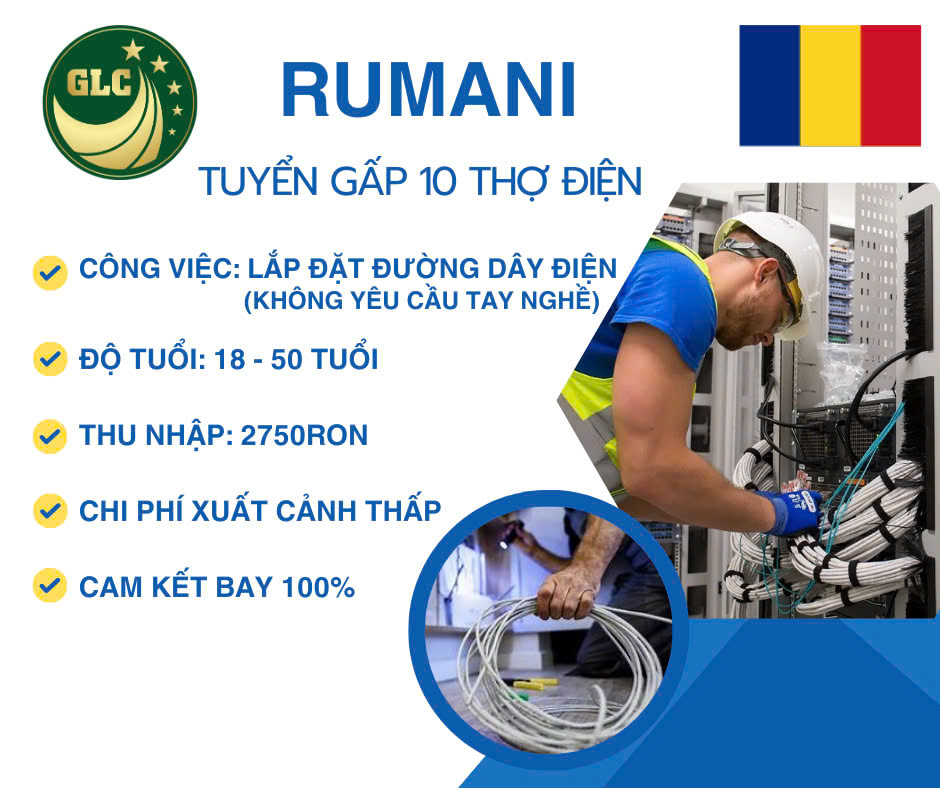 GLC
RUMANI
TUYỂN GẤP 10 THỢ ĐIỆN
CÔNG VIỆC: LẮP ĐẶT ĐƯỜNG DÂY ĐIỆN
(KHÔNG YÊU CẦU TAY NGHỀ)
ĐỘ TUỔI: 18 - 50 TUỔI
THU NHẬP: 2750RON
CHI PHÍ XUẤT CẢNH THẤP
CAM KẾT BAY 100%